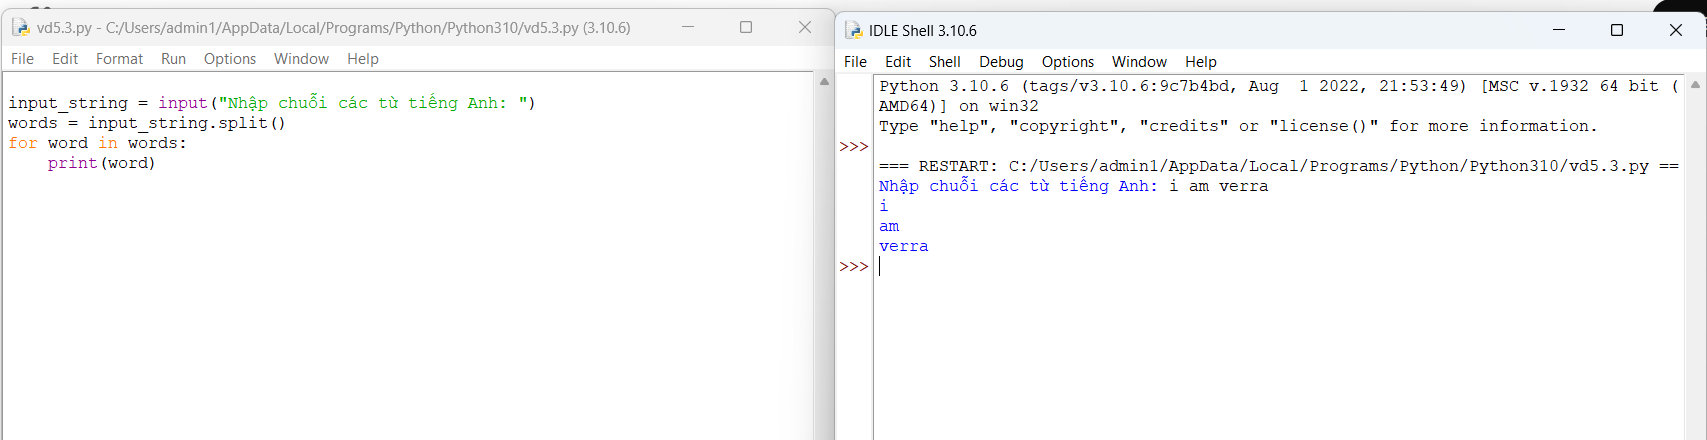 vd5.3.py - C:/Users/admin1/AppData/Local/Programs/Python/Python310/vd5.3.py (3.10.6)
File Edit Format Run Options Window Help
input_string = input("Nhập chuỗi các từ tiếng Anh: ")
words = input_string.split()
for word in words:
    print(word)
IDLE Shell 3.10.6
File Edit Shell Debug Options Window Help
Python 3.10.6 (tags/v3.10.6:9c7b4bd, Aug  1 2022, 21:53:49) [MSC v.1932 64 bit (
AMD64)] on win32
Type "help", "copyright", "credits" or "license()" for more information.
>>>
=== RESTART: C:/Users/admin1/AppData/Local/Programs/Python/Python310/vd5.3.py ==
Nhập chuỗi các từ tiếng Anh: i am verra
i
am
verra
>>>